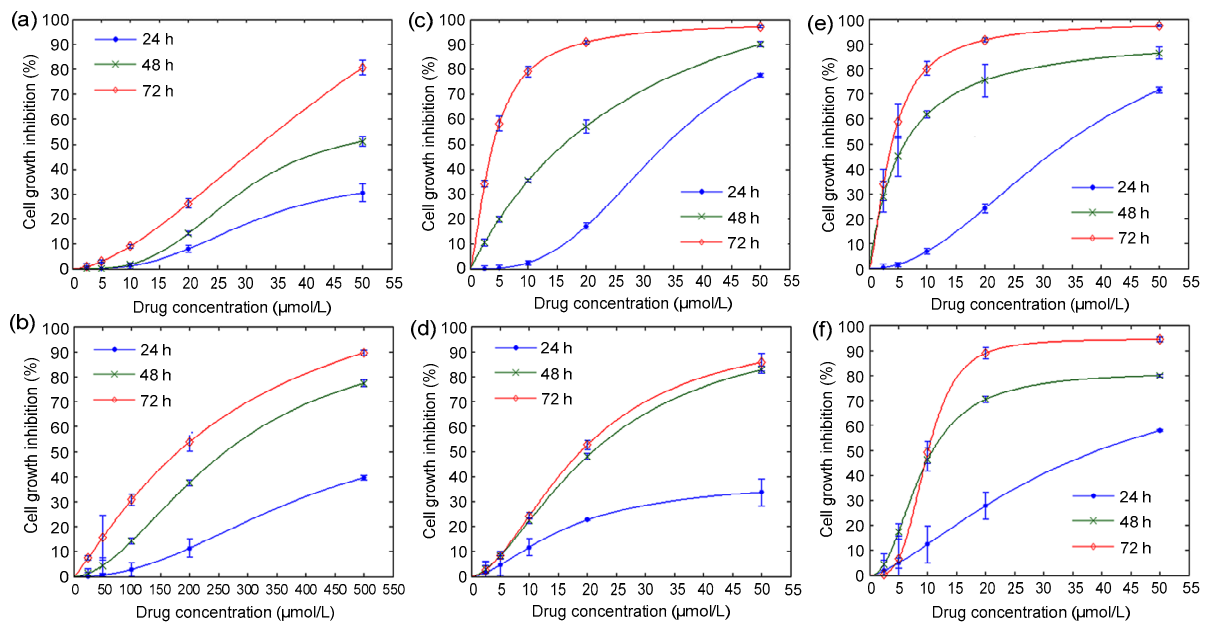 (a)
Cell growth inhibition (%)
100
90
80
70
60
50
40
30
20
10
0
24 h
48 h
72 h
0 5 10 15 20 25 30 35 40 45 50 55
Drug concentration (µmol/L)
(b)
Cell growth inhibition (%)
100
90
80
70
60
50
40
30
20
10
0
24 h
48 h
72 h
0 50 100 150 200 250 300 350 400 450 500 55
Drug concentration (µmol/L)
(c)
Cell growth inhibition (%)
100
90
80
70
60
50
40
30
20
10
0
24 h
48 h
72 h
0 5 10 15 20 25 30 35 40 45 50 55
Drug concentration (µmol/L)
(d)
Cell growth inhibition (%)
100
90
80
70
60
50
40
30
20
10
0
24 h
48 h
72 h
0 5 10 15 20 25 30 35 40 45 50 55
Drug concentration (µmol/L)
(e)
Cell growth inhibition (%)
100
90
80
70
60
50
40
30
20
10
0
24 h
48 h
72 h
0 5 10 15 20 25 30 35 40 45 50 55
Drug concentration (µmol/L)
(f)
Cell growth inhibition (%)
100
90
80
70
60
50
40
30
20
10
0
24 h
48 h
72 h
0 5 10 15 20 25 30 35 40 45 50 55
Drug concentration (µmol/L)